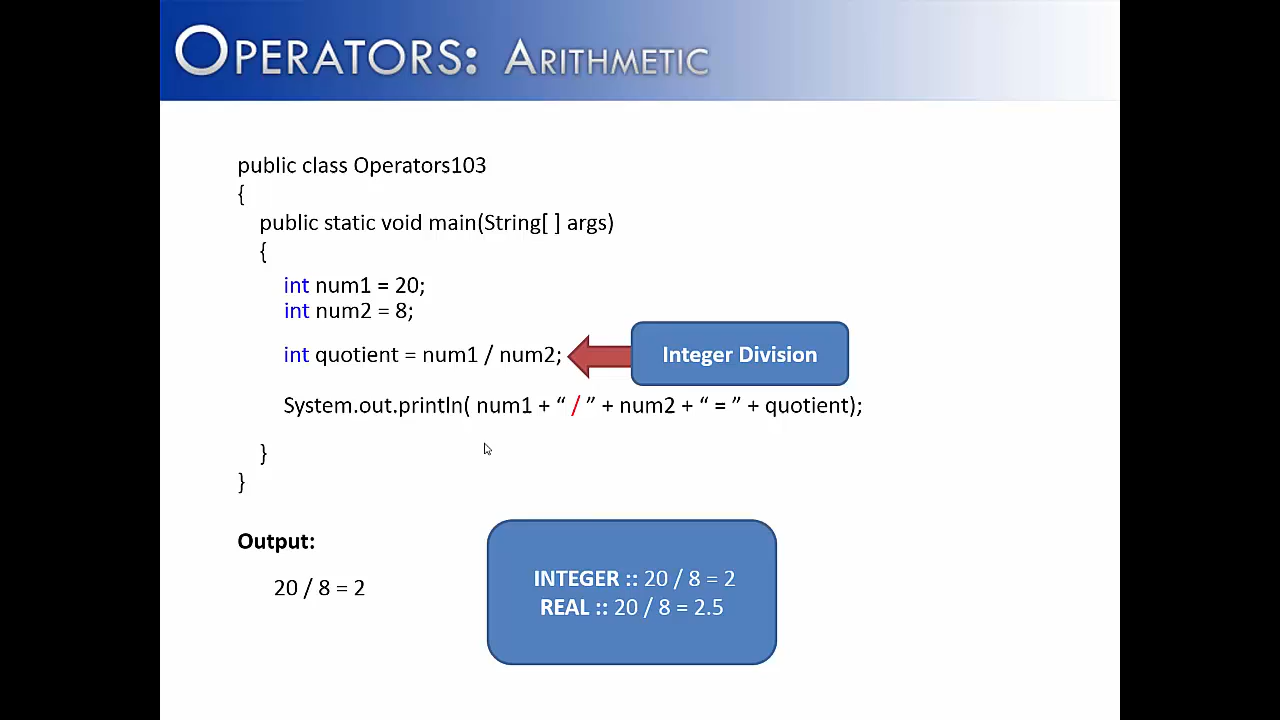 OPERATORS: ARITHMETIC
public class Operators103
{
public static void main(String[ ] args)
{
int num1 = 20;
int num2 = 8;
int quotient = num1 / num2;
Integer Division
System.out.println( num1 + “ / ” + num2 + “ = ” + quotient);
}
}
Output:
20 / 8 = 2
INTEGER :: 20 / 8 = 2
REAL :: 20 / 8 = 2.5